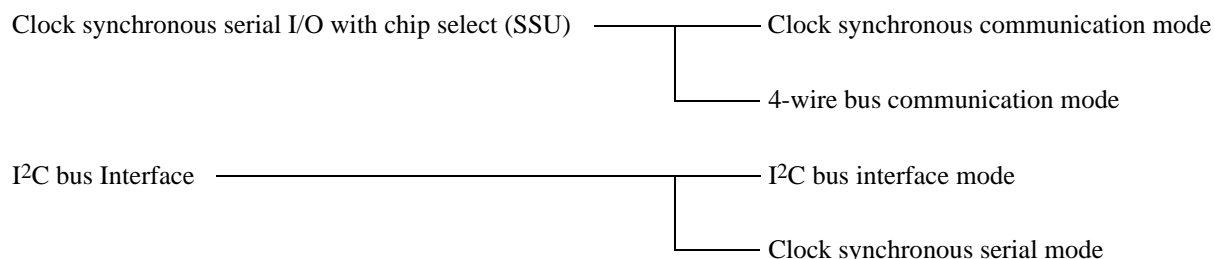 Clock synchronous serial I/O with chip select (SSU) Clock synchronous communication mode
4-wire bus communication mode
I²C bus Interface I²C bus interface mode
Clock synchronous serial mode